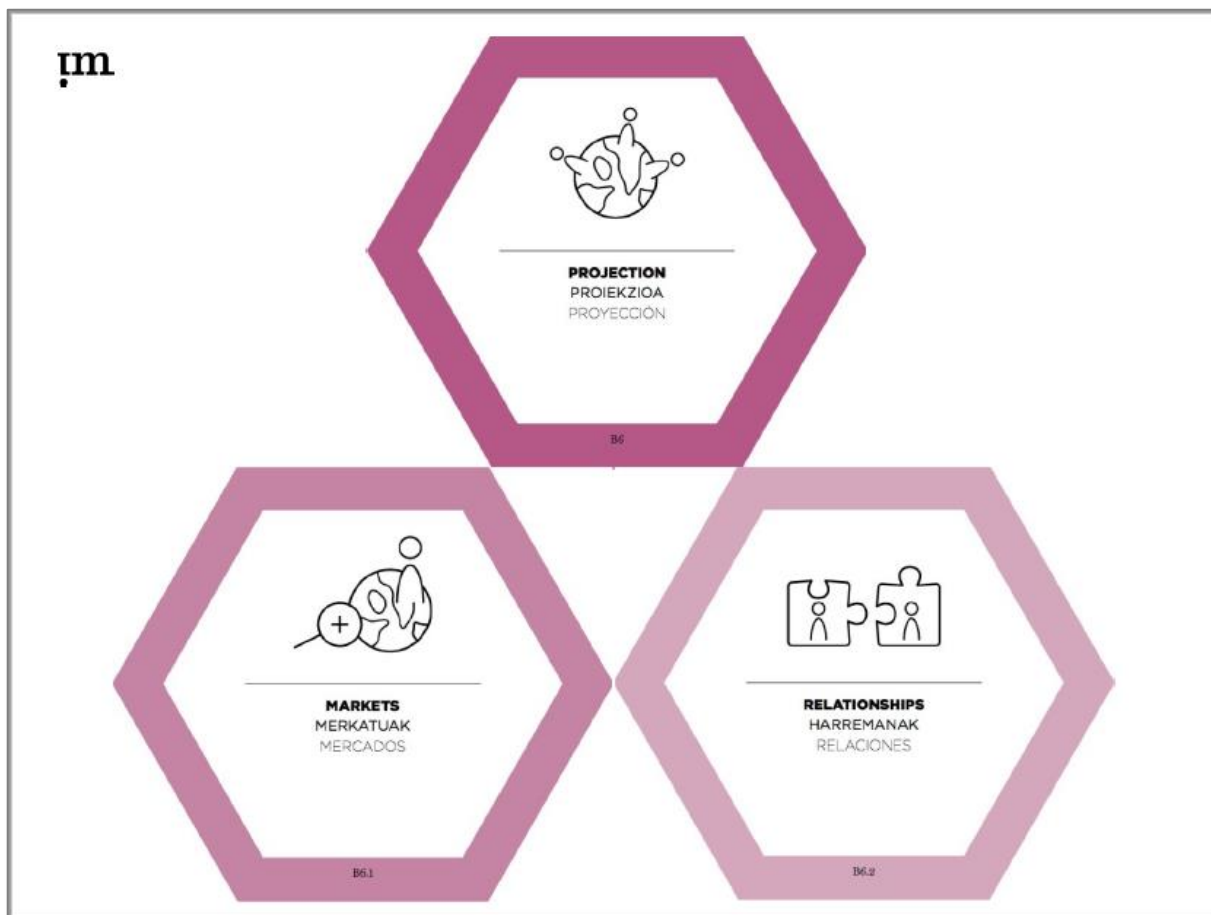 im
PROJECTION
PROIEKZIOA
PROYECCIÓN
B6
MARKETS
MERKATUAK
MERCADOS
B6.1
RELATIONSHIPS
HARREMANAK
RELACIONES
B6.2